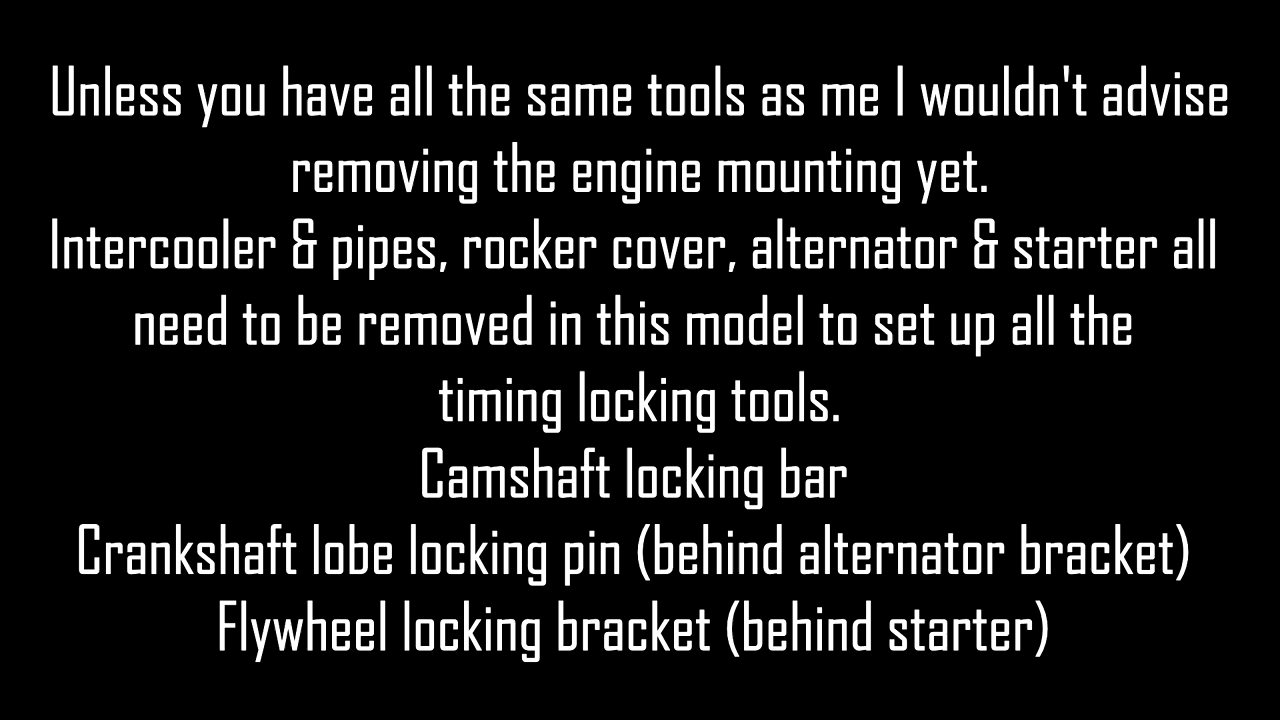 Unless you have all the same tools as me I wouldn't advise
removing the engine mounting yet.
Intercooler & pipes, rocker cover, alternator & starter all
need to be removed in this model to set up all the
timing locking tools.
Camshaft locking bar
Crankshaft lobe locking pin (behind alternator bracket)
Flywheel locking bracket (behind starter)